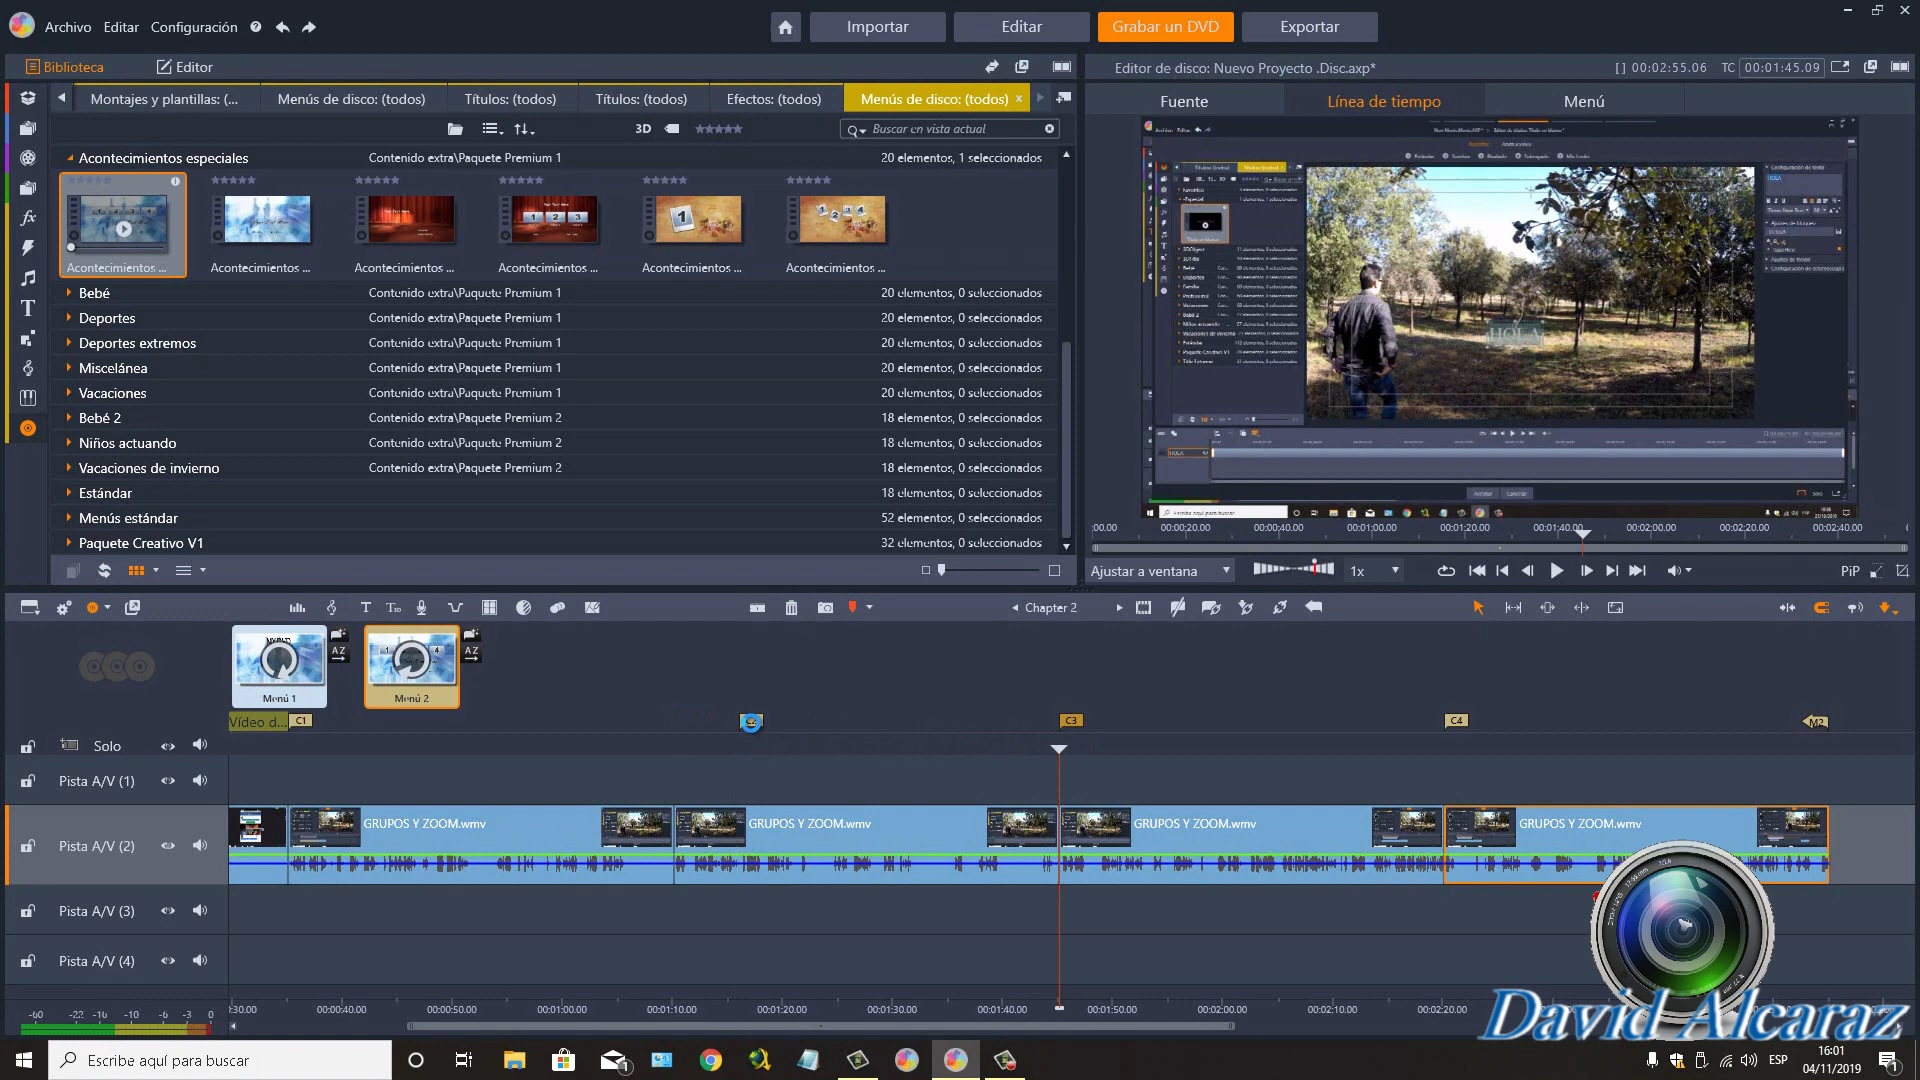 Archivo Editar Configuración
Importar Editar Grabar un DVD Exportar
Biblioteca Editor
Editor de disco: Nuevo Proyecto .Disc.axp*
[] 00:02:55.06 TC 00:01:45.09
Montajes y plantillas: (... Menús de disco: (todos) Títulos: (todos) Títulos: (todos) Efectos: (todos) Menús de disco: (todos) ×
Fuente Línea de tiempo Menú
3D Buscar en vista actual
Acontecimientos especiales Contenido extra\Paquete Premium 1 20 elementos, 1 seleccionados
Acontecimientos ... Acontecimientos ... Acontecimientos ... Acontecimientos ... Acontecimientos ... Acontecimientos ...
Bebé Contenido extra\Paquete Premium 1 20 elementos, 0 seleccionados
Deportes Contenido extra\Paquete Premium 1 20 elementos, 0 seleccionados
Deportes extremos Contenido extra\Paquete Premium 1 20 elementos, 0 seleccionados
Miscelánea Contenido extra\Paquete Premium 1 20 elementos, 0 seleccionados
Vacaciones Contenido extra\Paquete Premium 1 20 elementos, 0 seleccionados
Bebé 2 Contenido extra\Paquete Premium 2 18 elementos, 0 seleccionados
Niños actuando Contenido extra\Paquete Premium 2 18 elementos, 0 seleccionados
Vacaciones de invierno Contenido extra\Paquete Premium 2 18 elementos, 0 seleccionados
Estándar 18 elementos, 0 seleccionados
Menús estándar 52 elementos, 0 seleccionados
Paquete Creativo V1 32 elementos, 0 seleccionados
HOLA
:00.00 00:00:20.00 00:00:40.00 00:01:00.00 00:01:20.00 00:01:40.00 00:02:00.00 00:02:20.00 00:02:40.00
Ajustar a ventana 1x PiP
Chapter 2
Menú 1 Menú 2
AZ AZ
Vídeo d... C1 C3 C4 M2
Solo
Pista A/V (1)
Pista A/V (2)
GRUPOS Y ZOOM.wmv GRUPOS Y ZOOM.wmv GRUPOS Y ZOOM.wmv GRUPOS Y ZOOM.wmv
Pista A/V (3)
Pista A/V (4)
-60 -22 -16 -10 -6 -3 0
:30.00 00:00:40.00 00:00:50.00 00:01:00.00 00:01:10.00 00:01:20.00 00:01:30.00 00:01:40.00 00:01:50.00 00:02:00.00 00:02:10.00 00:02:20.00
David Alcaraz
Escribe aquí para buscar
ESP
16:01
04/11/2019